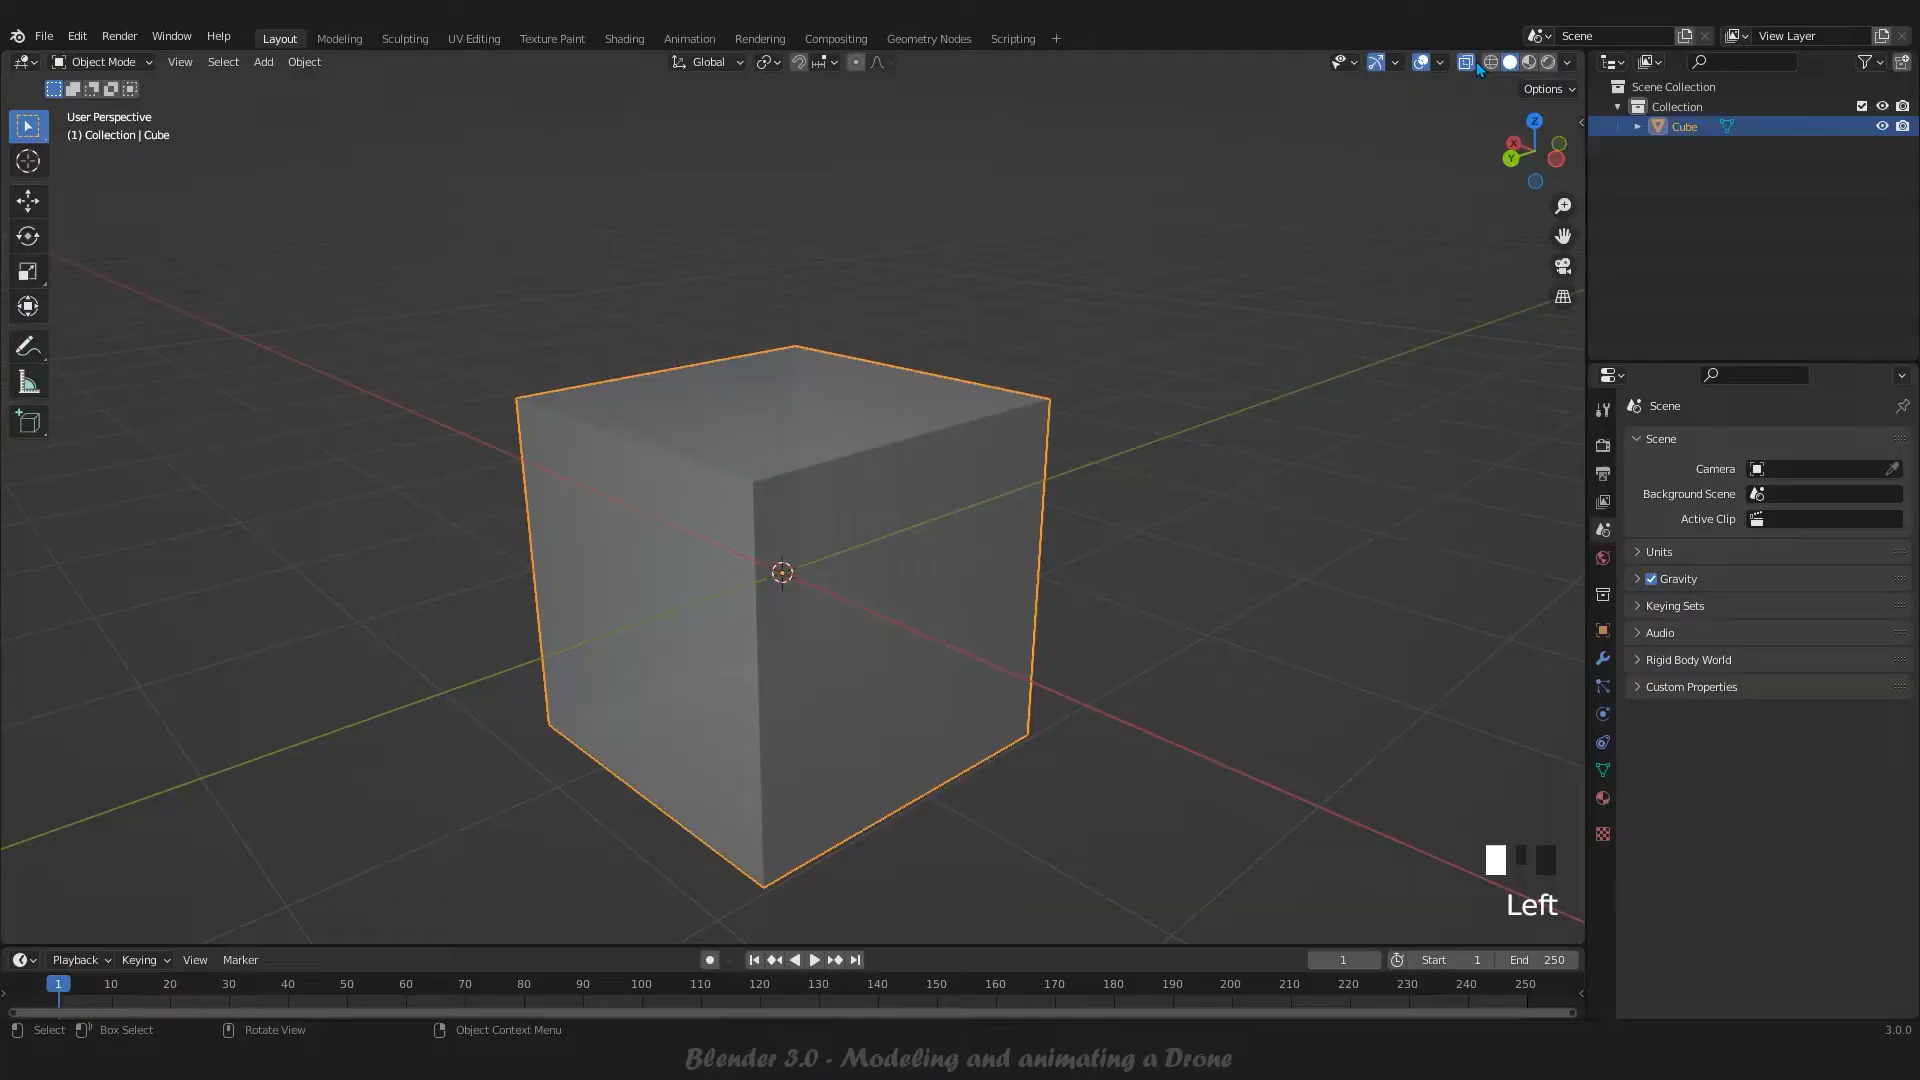 File Edit Render Window Help Layout Modeling Sculpting UV Editing Texture Paint Shading Animation Rendering Compositing Geometry Nodes Scripting + Scene View Layer
Object Mode View Select Add Object Global
Options
User Perspective
(1) Collection | Cube
Z
X
Y
Scene Collection
Collection
Cube
Scene
Scene
Camera
Background Scene
Active Clip
Units
Gravity
Keying Sets
Audio
Rigid Body World
Custom Properties
Left
Playback Keying View Marker 1 Start 1 End 250
1 10 20 30 40 50 60 70 80 90 100 110 120 130 140 150 160 170 180 190 200 210 220 230 240 250
Select Box Select Rotate View Object Context Menu 3.0.0
Blender 3.0 - Modeling and animating a Drone